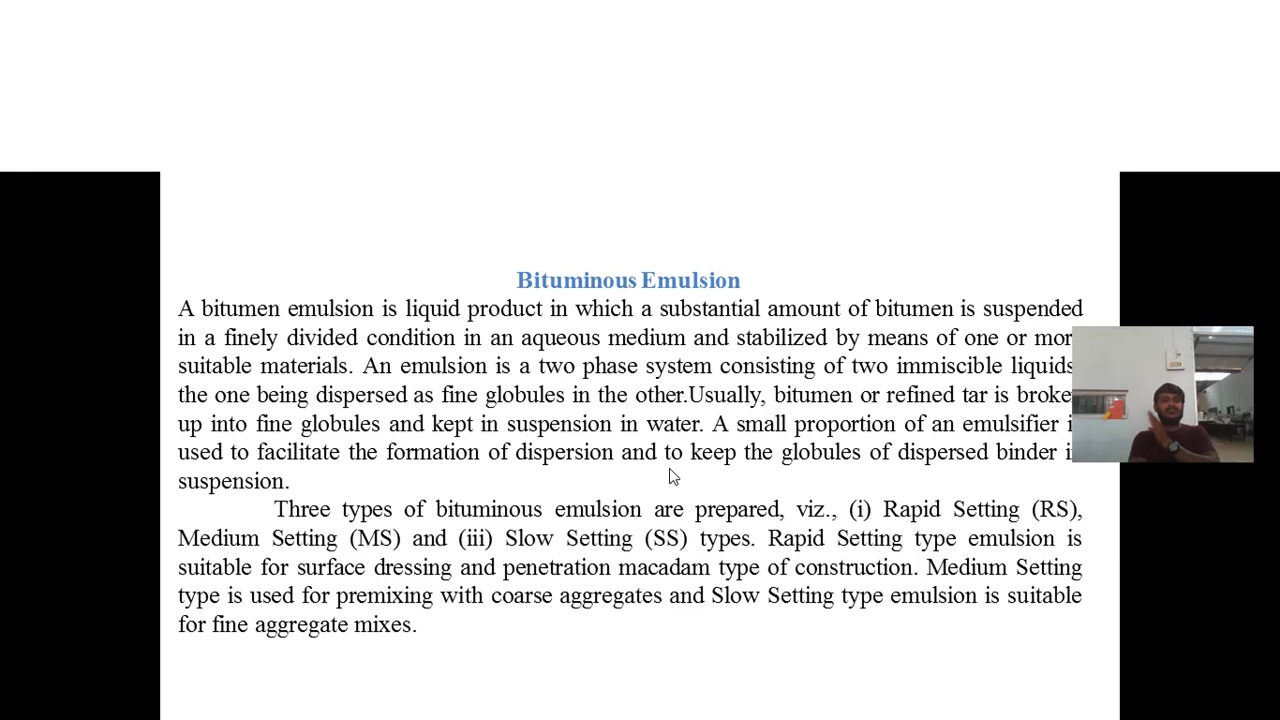 Bituminous Emulsion
A bitumen emulsion is liquid product in which a substantial amount of bitumen is suspended
in a finely divided condition in an aqueous medium and stabilized by means of one or mor
suitable materials. An emulsion is a two phase system consisting of two immiscible liquids
the one being dispersed as fine globules in the other.Usually, bitumen or refined tar is broke
up into fine globules and kept in suspension in water. A small proportion of an emulsifier i
used to facilitate the formation of dispersion and to keep the globules of dispersed binder i
suspension.
Three types of bituminous emulsion are prepared, viz., (i) Rapid Setting (RS),
Medium Setting (MS) and (iii) Slow Setting (SS) types. Rapid Setting type emulsion is
suitable for surface dressing and penetration macadam type of construction. Medium Setting
type is used for premixing with coarse aggregates and Slow Setting type emulsion is suitable
for fine aggregate mixes.